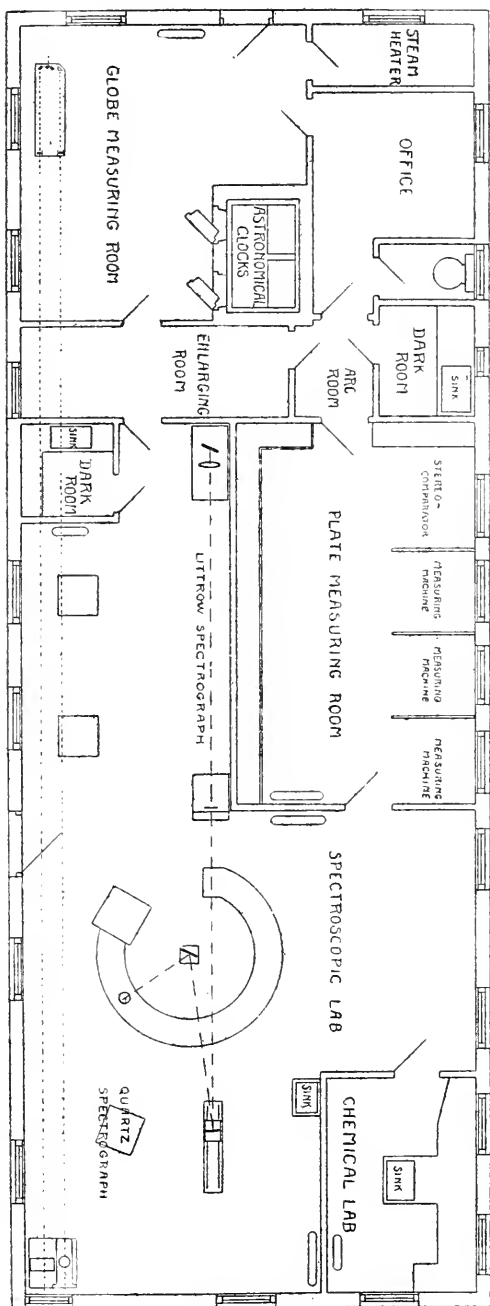 STEAM
HEATER
GLOBE MEASURING ROOM
OFFICE
ASTRONOMICAL
CLOCKS
ENLARGING
ROOM
ARC
ROOM
DARK
ROOM
SINK
SINK
DARK
ROOM
STEREO-
COMPARATOR
MEASURING
MACHINE
MEASURING
MACHINE
MEASURING
MACHINE
PLATE MEASURING ROOM
LITTROW SPECTROGRAPH
SPECTROSCOPIC LAB
QUARTZ
SPECTROGRAPH
SINK
CHEMICAL LAB
SINK